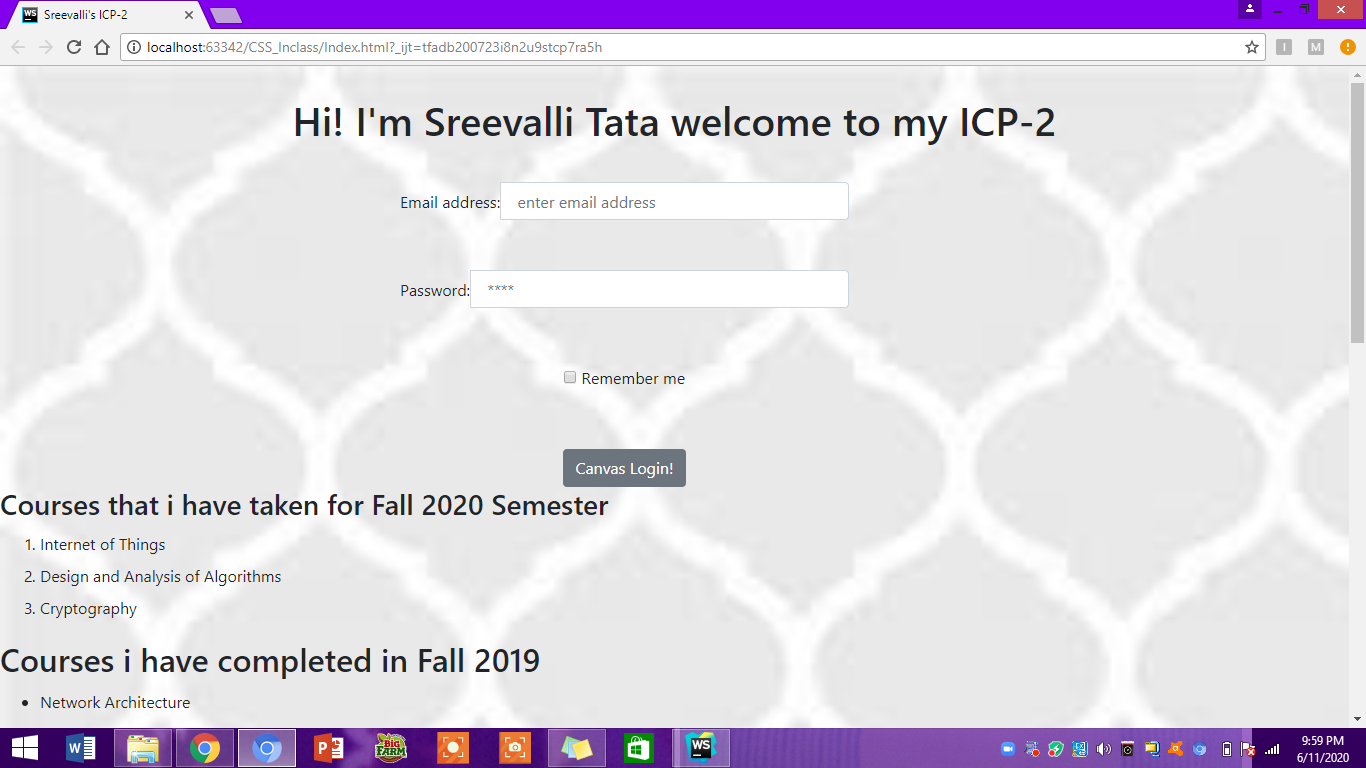 Sreevalli's ICP-2
localhost:63342/CSS_Inclass/Index.html?_ijt=tfadb200723i8n2u9stcp7ra5h
Hi! I'm Sreevalli Tata welcome to my ICP-2
Email address: enter email address
Password: ****
Remember me
Canvas Login!
Courses that i have taken for Fall 2020 Semester
1. Internet of Things
2. Design and Analysis of Algorithms
3. Cryptography
Courses i have completed in Fall 2019
• Network Architecture
BIG FARM
WS
9:59 PM
6/11/2020